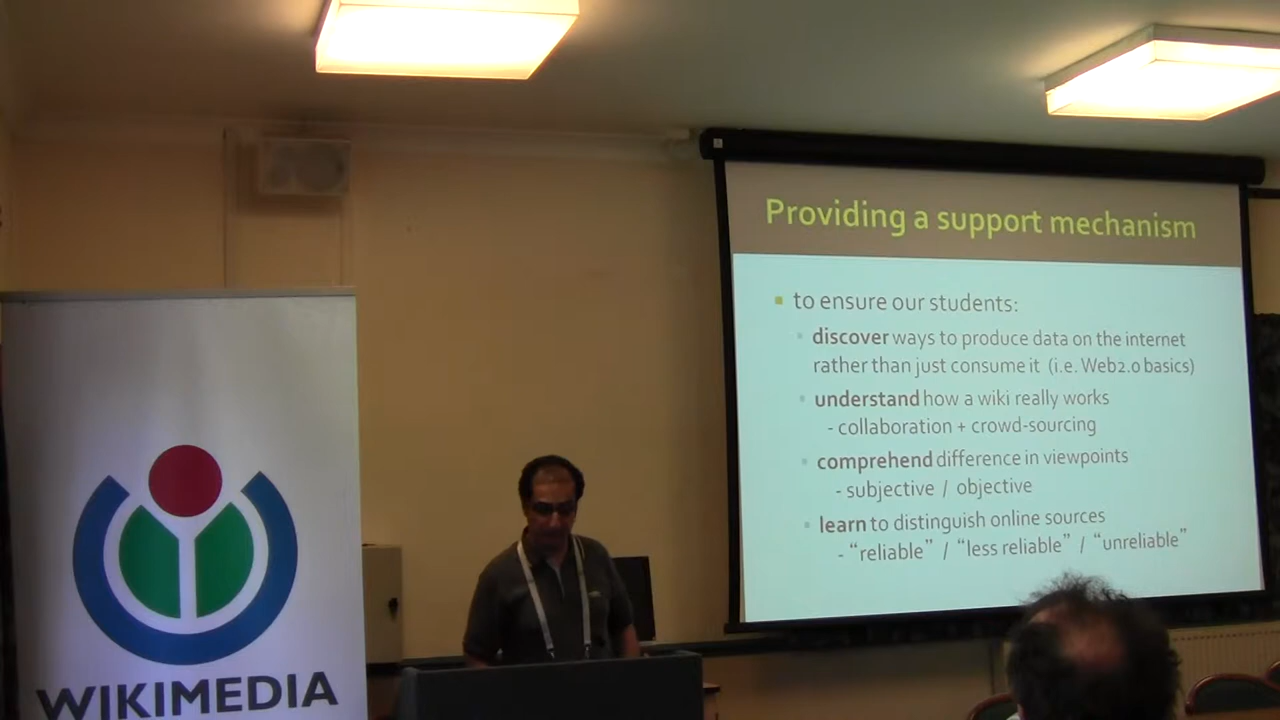 Providing a support mechanism
to ensure our students:
discover ways to produce data on the internet
rather than just consume it (i.e. Web2.0 basics)
understand how a wiki really works
- collaboration + crowd-sourcing
comprehend difference in viewpoints
- subjective / objective
learn to distinguish online sources
- “reliable” / “less reliable” / “unreliable”
WIKIMEDIA